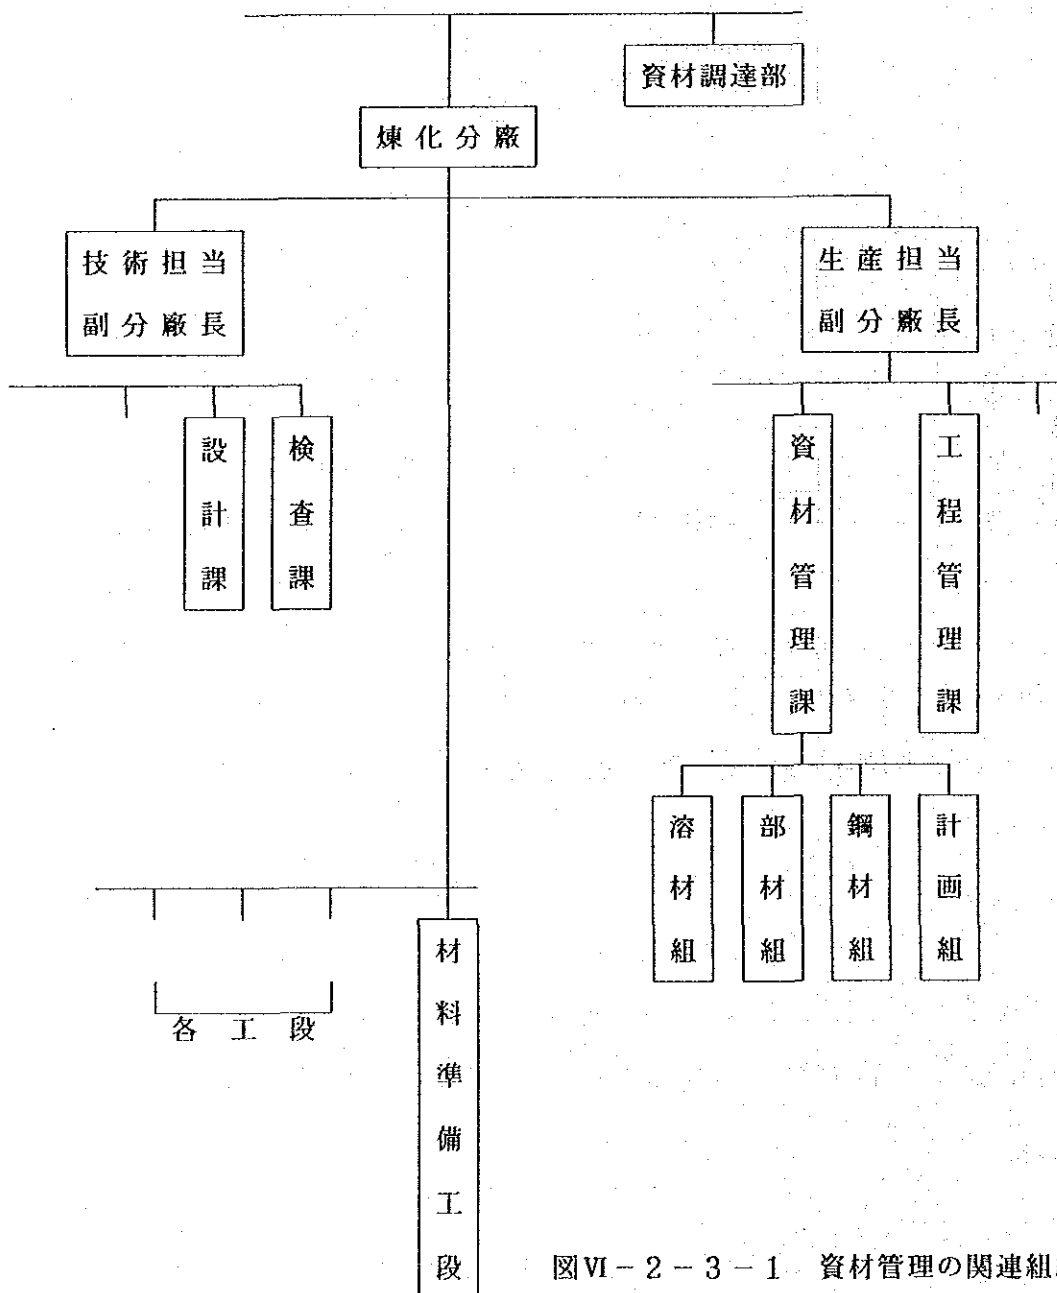 資材調達部
煉化分廠
技術担当
副分廠長
生産担当
副分廠長
設計課
検査課
資材管理課
工程管理課
溶材組
部材組
鋼材組
計画組
各工段
材料準備工段
図Ⅵ-2-3-1 資材管理の関連組